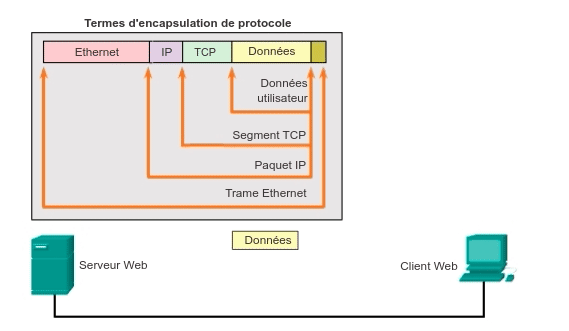 Termes d'encapsulation de protocole
Ethernet IP TCP Données
Données
utilisateur
Segment TCP
Paquet IP
Trame Ethernet
Données
Serveur Web
Client Web